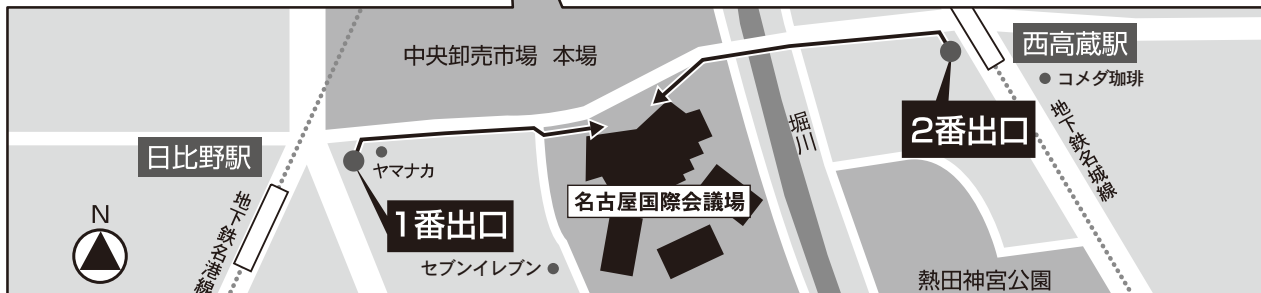 中央卸売市場 本場
西高蔵駅
コメダ珈琲
地下鉄名城線
2番出口
堀川
日比野駅
ヤマナカ
名古屋国際会議場
地下鉄名港線
1番出口
N
セブンイレブン
熱田神宮公園